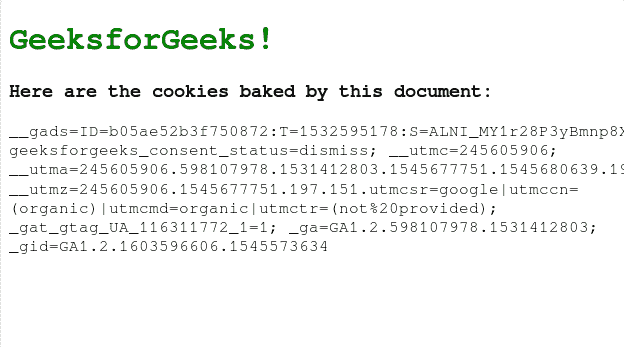 GeeksforGeeks!
Here are the cookies baked by this document:
__gads=ID=b05ae52b3f750872:T=1532595178:S=ALNI_MY1r28P3yBmnp8X
geeksforgeeks_consent_status=dismiss; __utmc=245605906;
__utma=245605906.598107978.1531412803.1545677751.1545680639.19
__utmz=245605906.1545677751.197.151.utmcsr=google|utmccn=
(organic)|utmcmd=organic|utmctr=(not%20provided);
_gat_gtag_UA_116311772_1=1; _ga=GA1.2.598107978.1531412803;
_gid=GA1.2.1603596606.1545573634